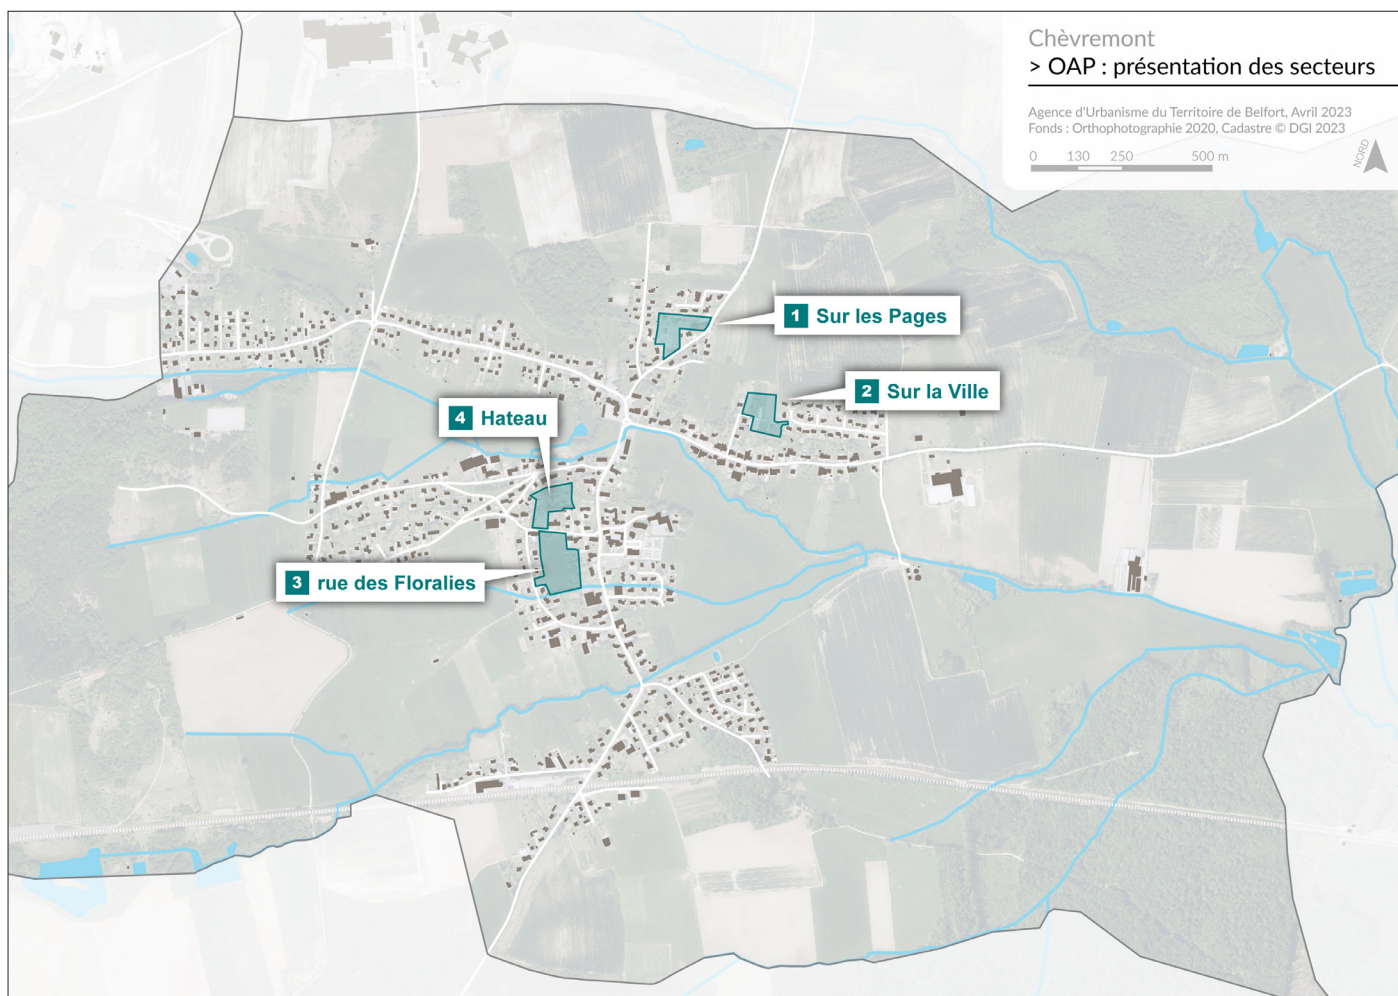 Chèvremont
> OAP : présentation des secteurs
Agence d'Urbanisme du Territoire de Belfort, Avril 2023
Fonds : Orthophotographie 2020, Cadastre © DGI 2023
0 130 250 500 m
NORD
1 Sur les Pages
2 Sur la Ville
4 Hateau
3 rue des Floralies